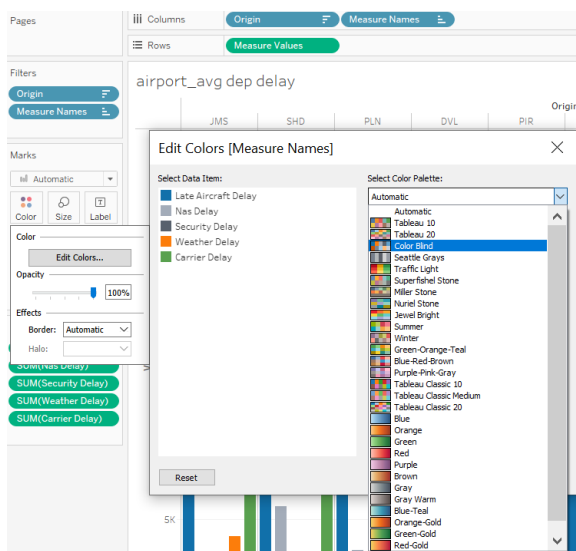 Pages
iii Columns
Origin
Measure Names
Rows
Measure Values
Filters
Origin
Measure Names
airport_avg dep delay
Origin
JMS
SHD
PLN
DVL
PIR
Marks
Automatic
Color
Size
Label
Color
Edit Colors...
Opacity
100%
Effects
Border:
Automatic
Halo:
SUM(Nas Delay)
SUM(Security Delay)
SUM(Weather Delay)
SUM(Carrier Delay)
Edit Colors [Measure Names]
Select Data Item:
Late Aircraft Delay
Nas Delay
Security Delay
Weather Delay
Carrier Delay
Reset
Select Color Palette:
Automatic
Automatic
Tableau 10
Tableau 20
Color Blind
Seattle Grays
Traffic Light
Superfishel Stone
Miller Stone
Nuriel Stone
Jewel Bright
Summer
Winter
Green-Orange-Teal
Blue-Red-Brown
Purple-Pink-Gray
Tableau Classic 10
Tableau Classic Medium
Tableau Classic 20
Blue
Orange
Green
Red
Purple
Brown
Gray
Gray Warm
Blue-Teal
Orange-Gold
Green-Gold
Red-Gold
5K